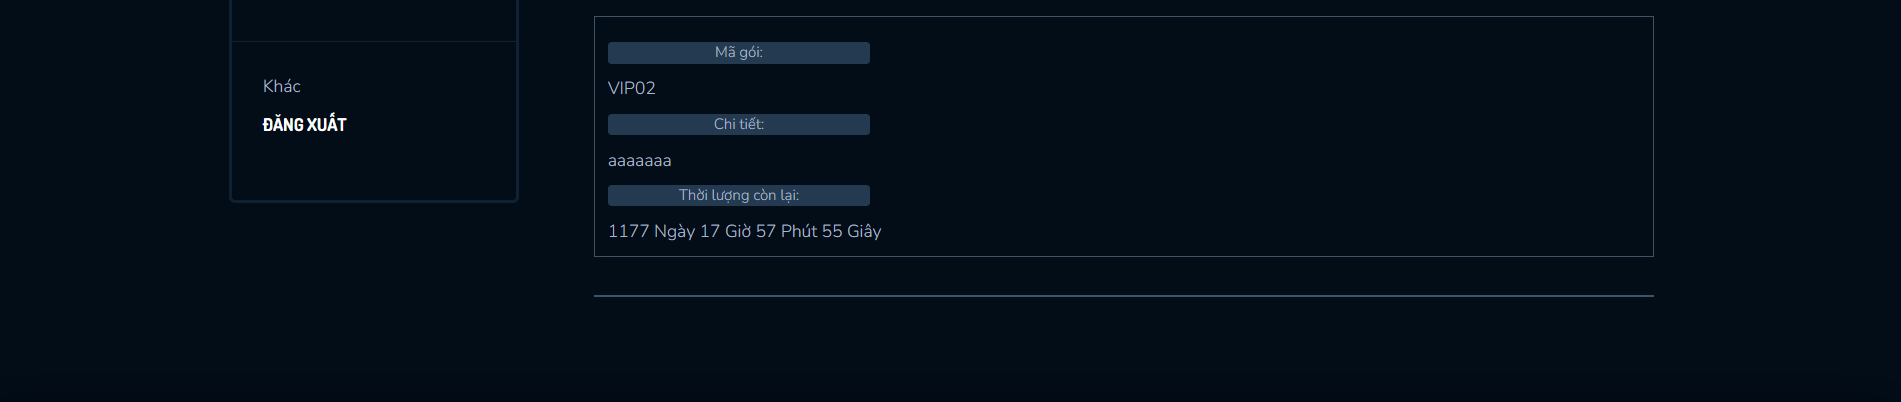 Khác
ĐĂNG XUẤT
Mã gói:
VIP02
Chi tiết:
aaaaaaa
Thời lượng còn lại:
1177 Ngày 17 Giờ 57 Phút 55 Giây